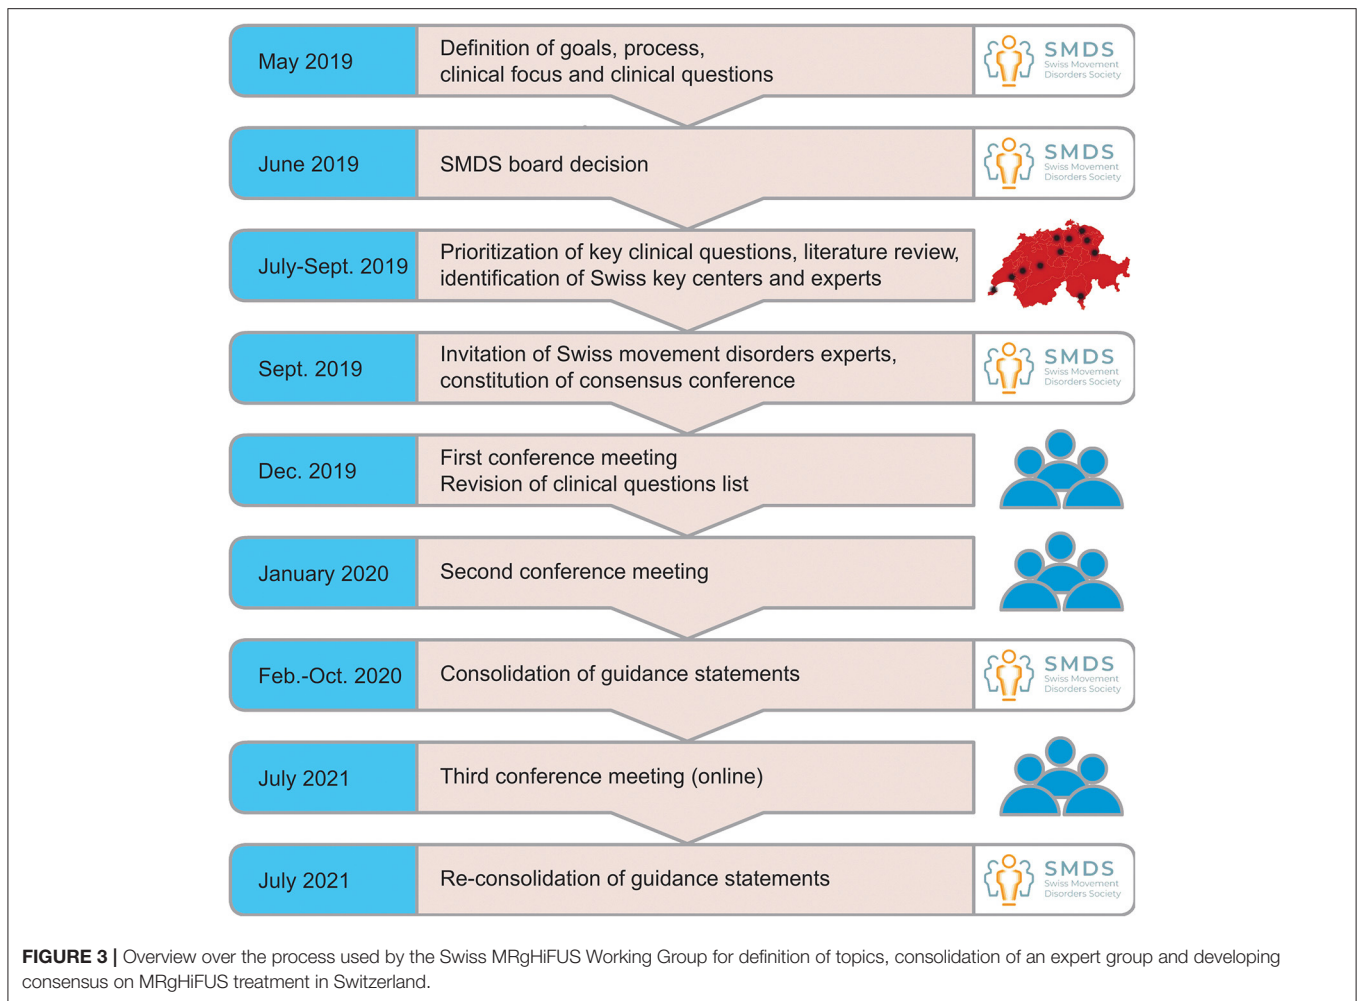 May 2019
Definition of goals, process,
clinical focus and clinical questions
SMDS
Swiss Movement
Disorders Society
June 2019
SMDS board decision
SMDS
Swiss Movement
Disorders Society
July-Sept. 2019
Prioritization of key clinical questions, literature review,
identification of Swiss key centers and experts
Sept. 2019
Invitation of Swiss movement disorders experts,
constitution of consensus conference
SMDS
Swiss Movement
Disorders Society
Dec. 2019
First conference meeting
Revision of clinical questions list
January 2020
Second conference meeting
Feb.-Oct. 2020
Consolidation of guidance statements
SMDS
Swiss Movement
Disorders Society
July 2021
Third conference meeting (online)
July 2021
Re-consolidation of guidance statements
SMDS
Swiss Movement
Disorders Society
FIGURE 3 | Overview over the process used by the Swiss MRgHiFUS Working Group for definition of topics, consolidation of an expert group and developing
consensus on MRgHiFUS treatment in Switzerland.